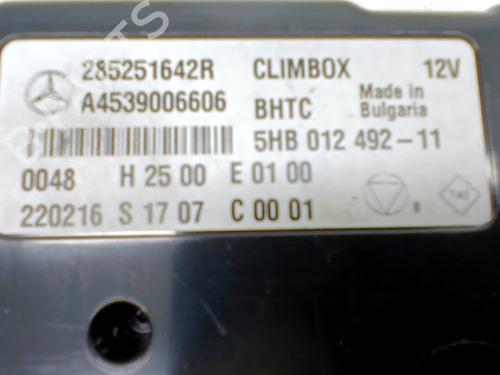 285251642R CLIMBOX 12V
A4539006606 BHTC Made in Bulgaria
5HB 012 492-11
0048 H 25 00 E 01 00
220216 S 17 07 C 00 01
R